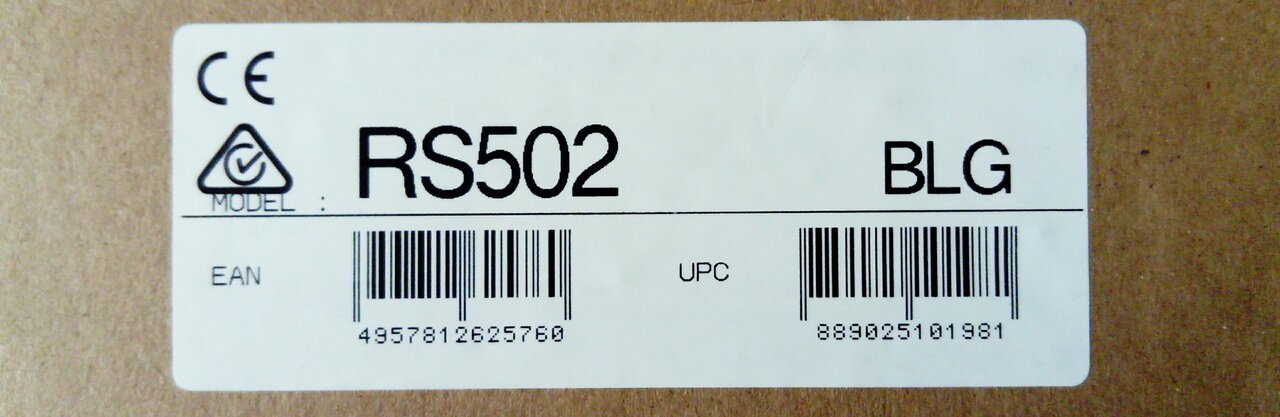 CE
RS502 BLG
MODEL :
EAN UPC
4957812625760 889025101981